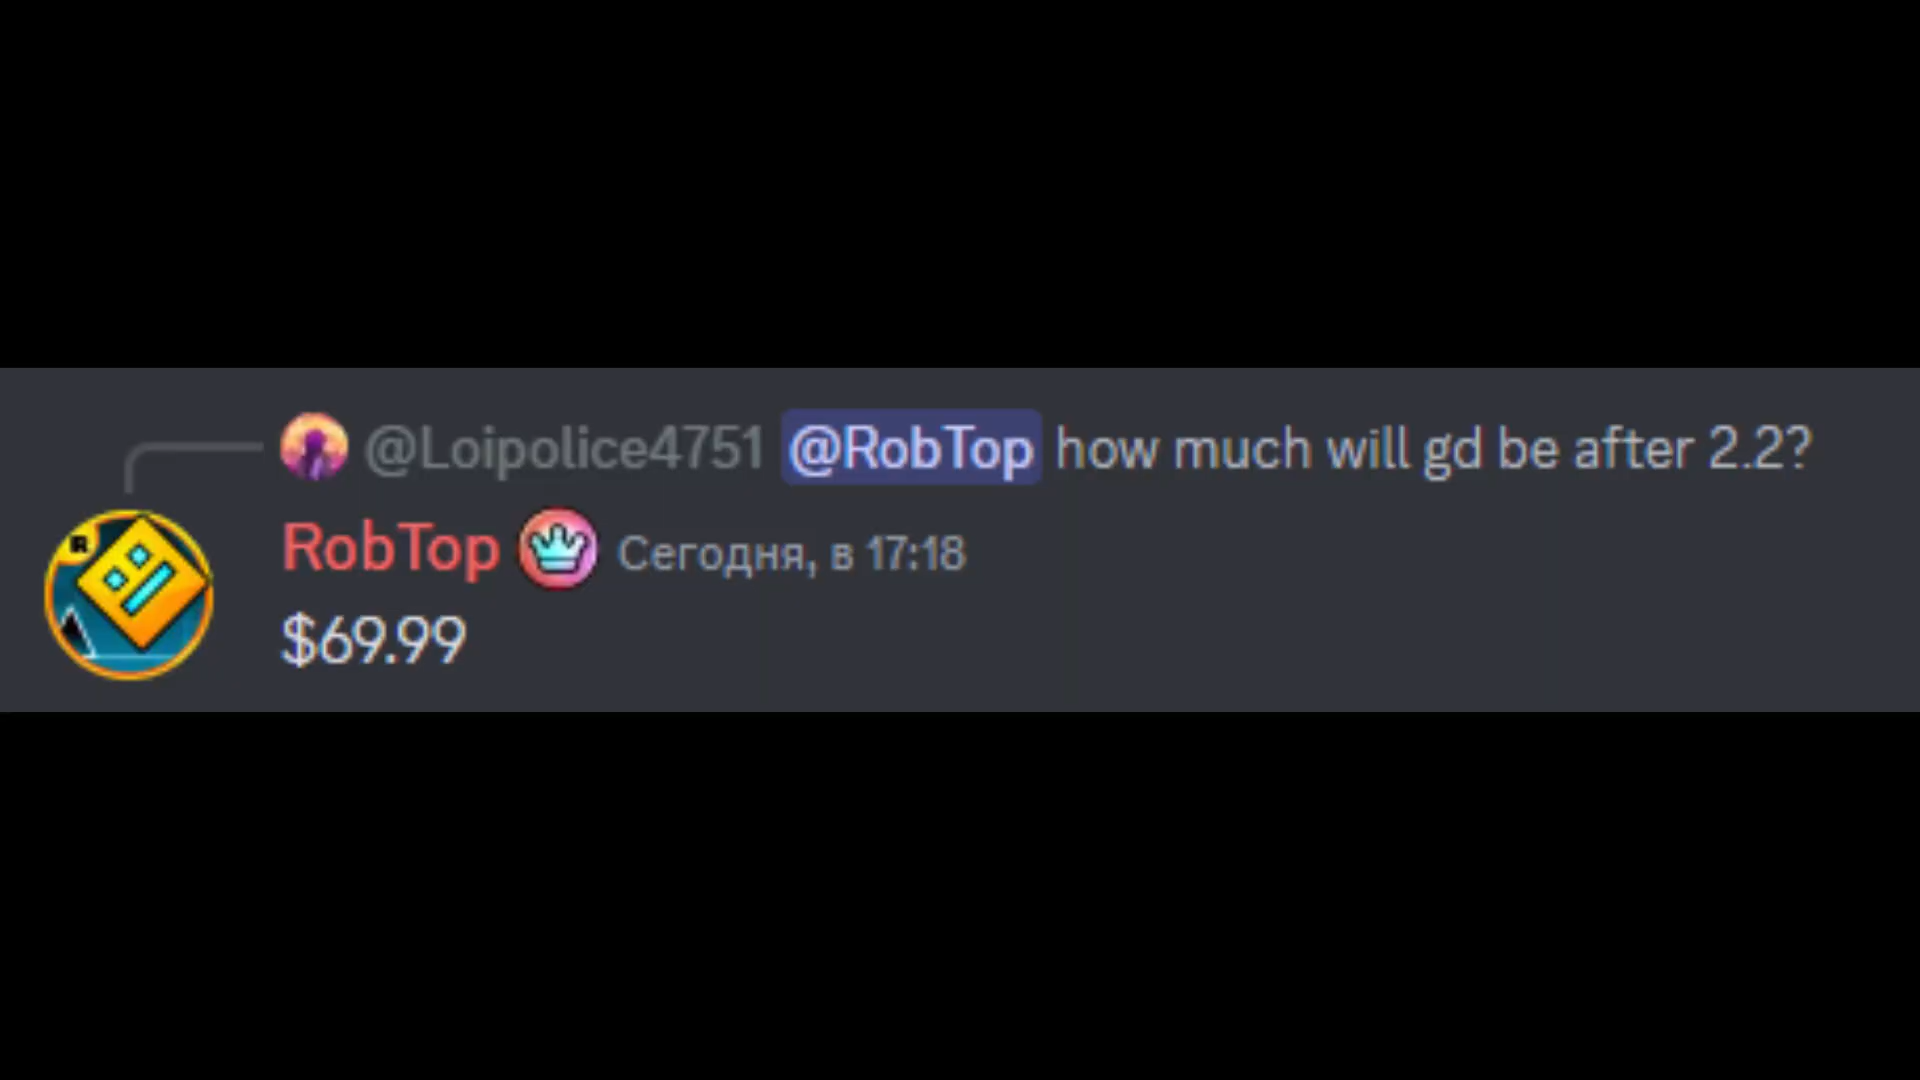 @Loipolice4751 @RobTop how much will gd be after 2.2?
RobTop Сегодня, в 17:18
$69.99
R